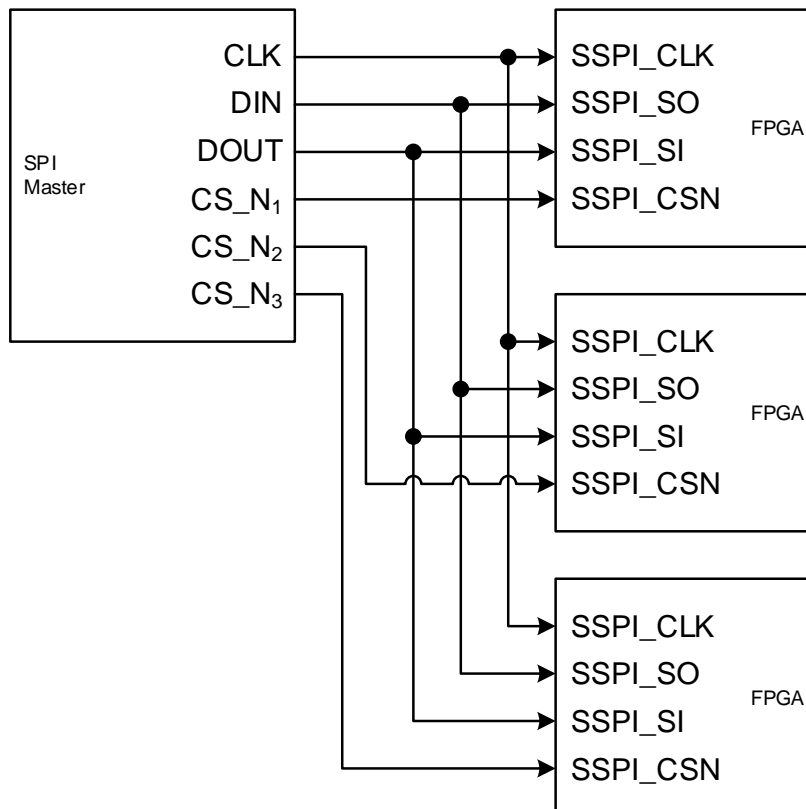 SPI
Master
CLK
DIN
DOUT
CS_N₁
CS_N₂
CS_N₃
SSPI_CLK
SSPI_SO
SSPI_SI
SSPI_CSN
FPGA
SSPI_CLK
SSPI_SO
SSPI_SI
SSPI_CSN
FPGA
SSPI_CLK
SSPI_SO
SSPI_SI
SSPI_CSN
FPGA